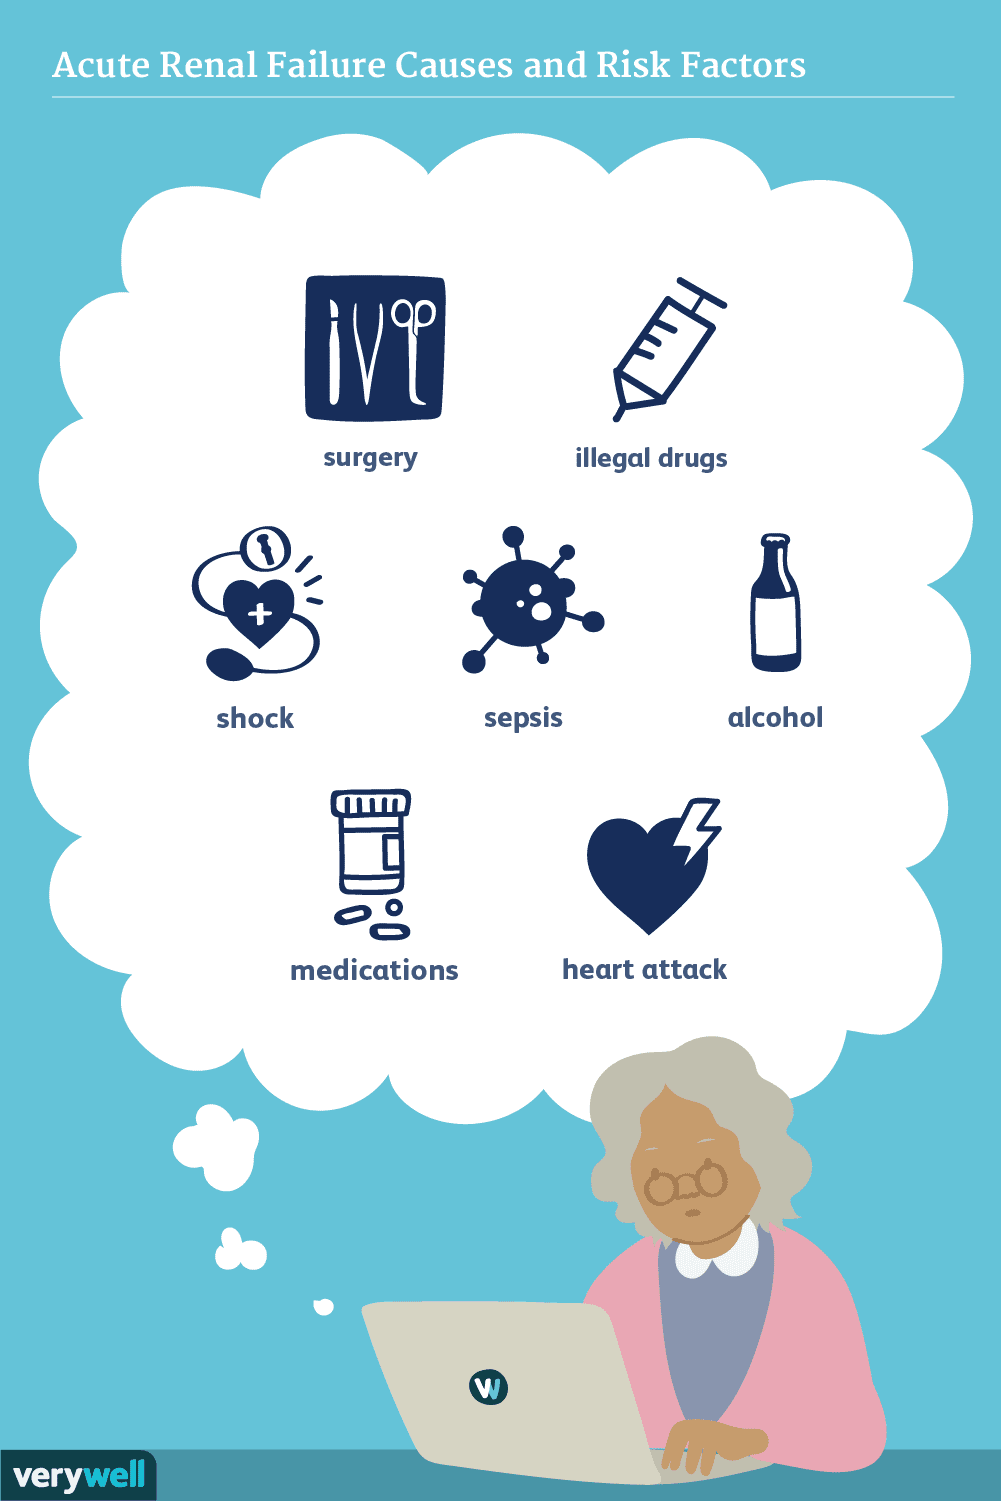 Acute Renal Failure Causes and Risk Factors
surgery
illegal drugs
shock
sepsis
alcohol
medications
heart attack
W
verywell